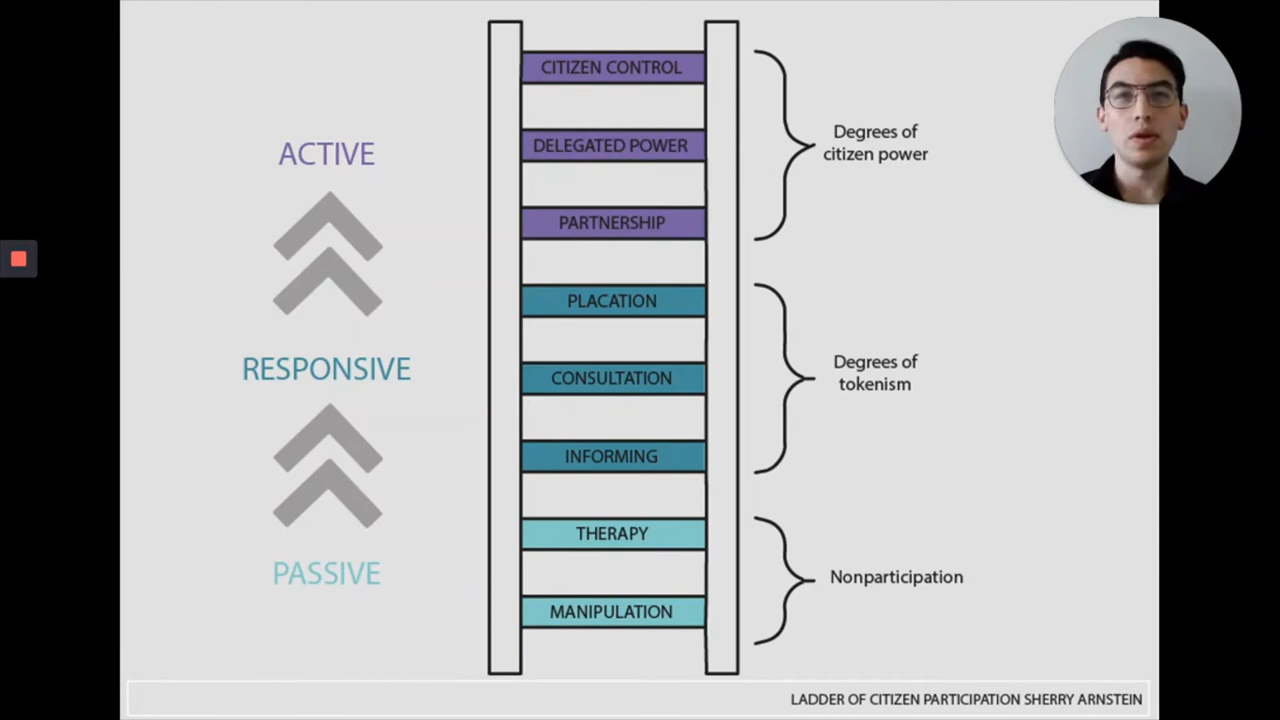 CITIZEN CONTROL
DELEGATED POWER
PARTNERSHIP
PLACATION
CONSULTATION
INFORMING
THERAPY
MANIPULATION
ACTIVE
RESPONSIVE
PASSIVE
Degrees of
citizen power
Degrees of
tokenism
Nonparticipation
LADDER OF CITIZEN PARTICIPATION SHERRY ARNSTEIN